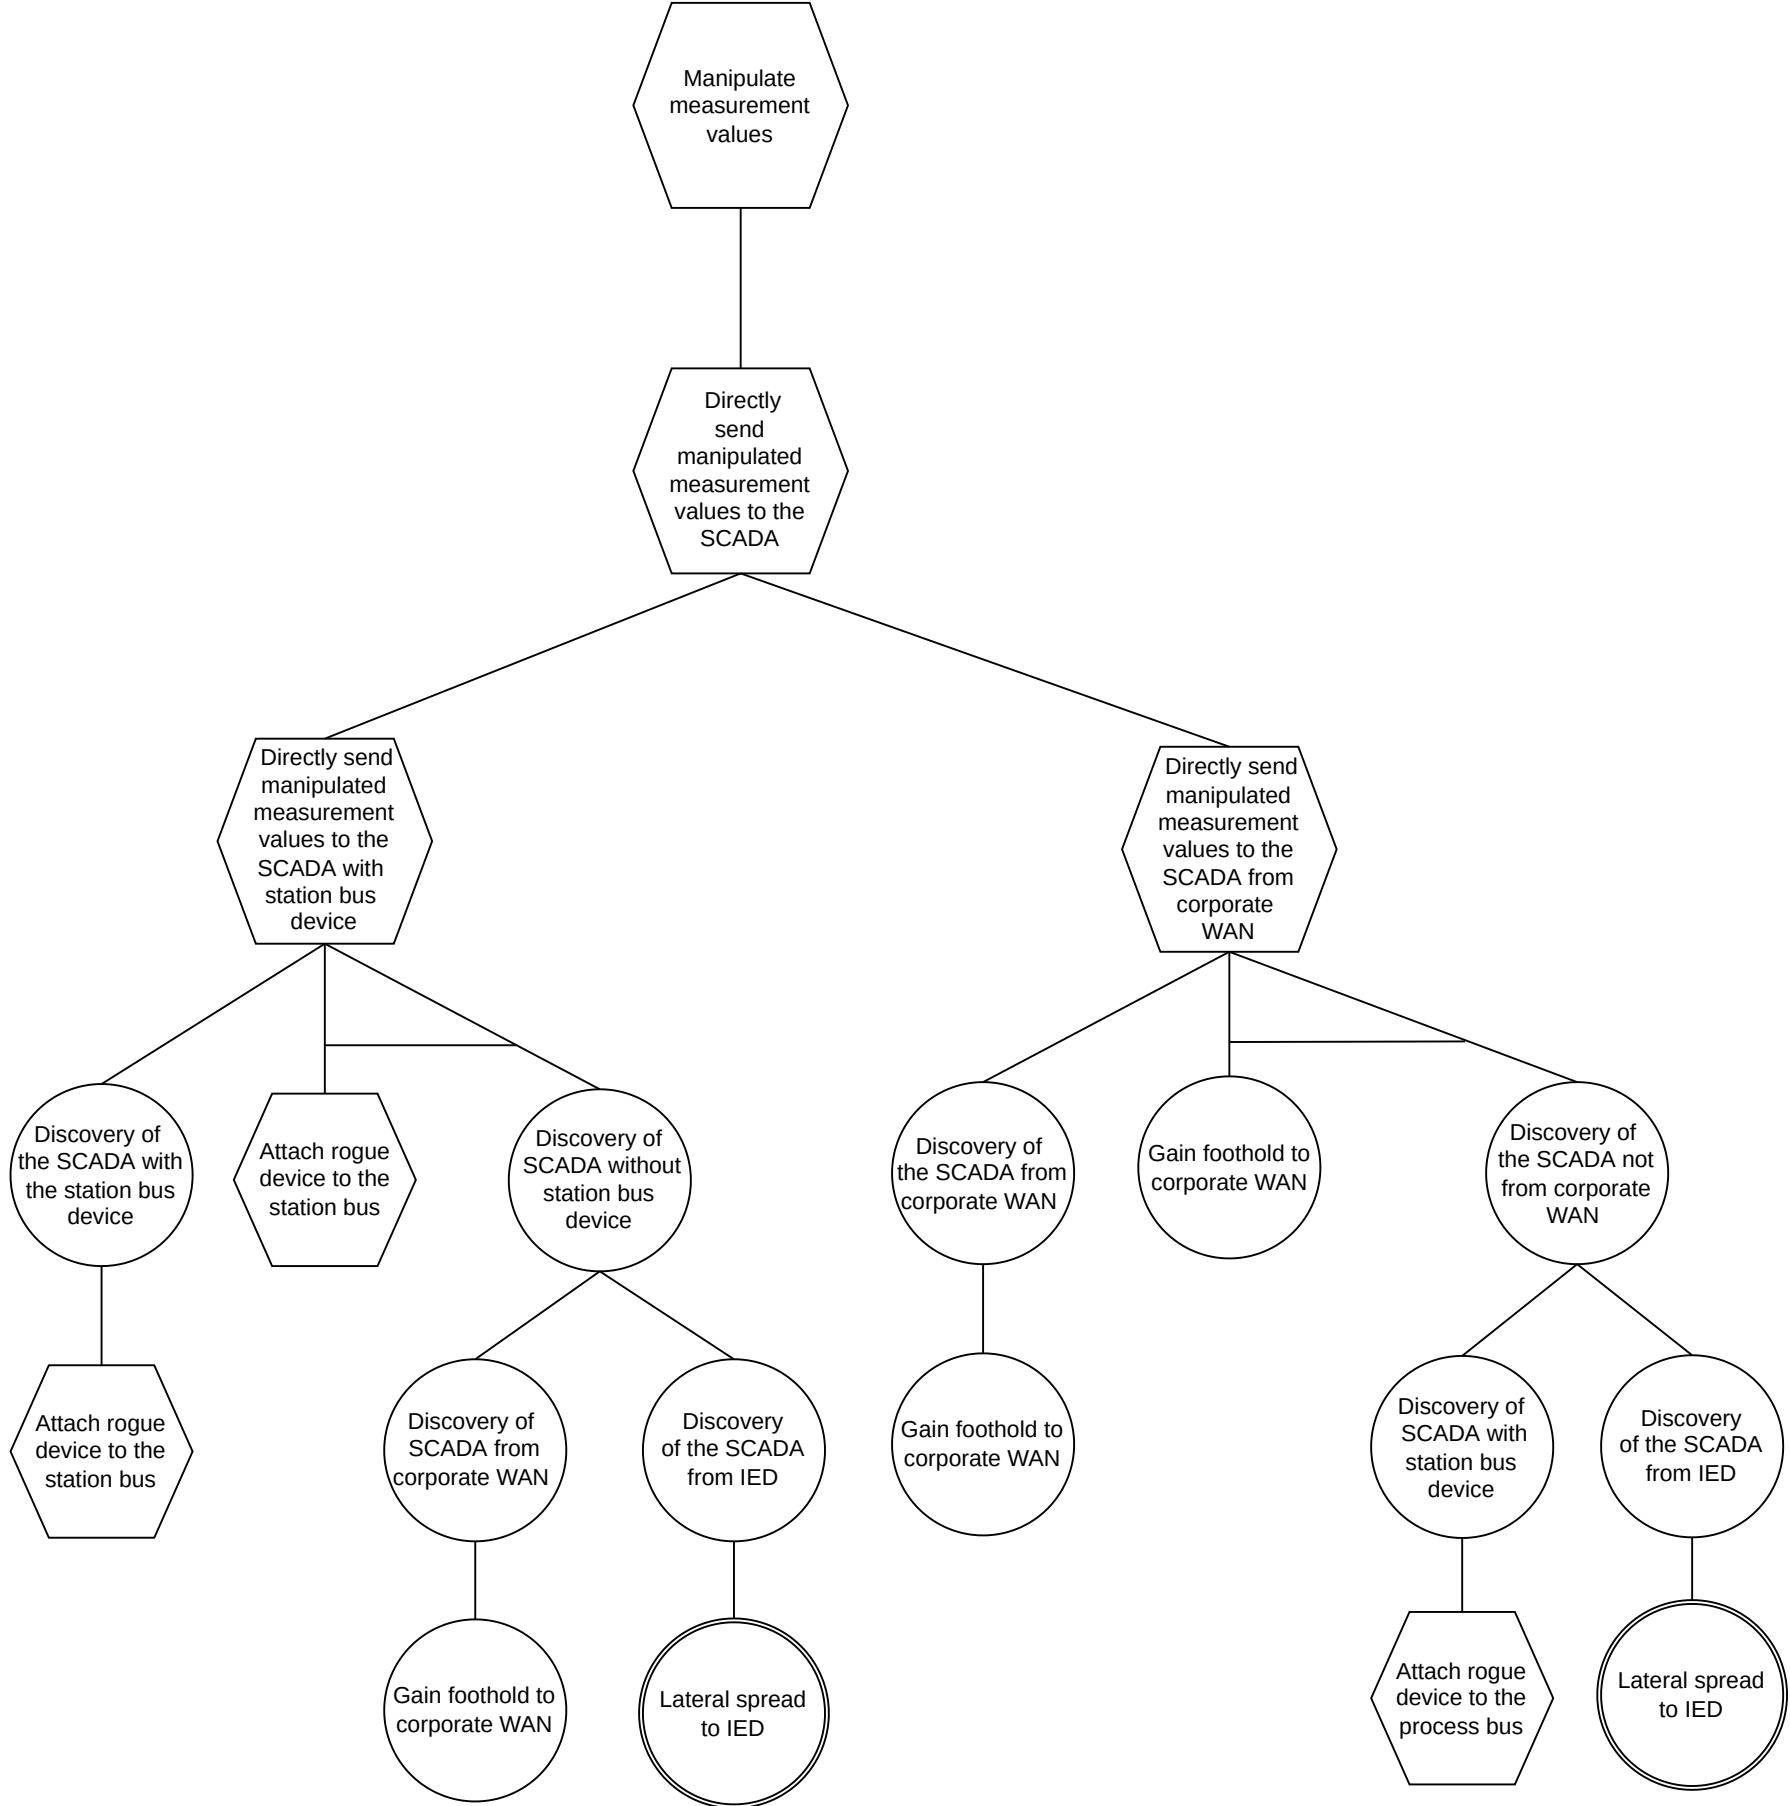 Manipulate
measurement
values
Directly
send
manipulated
measurement
values to the
SCADA
Directly send
manipulated
measurement
values to the
SCADA with
station bus
device
Directly send
manipulated
measurement
values to the
SCADA from
corporate
WAN
Discovery of
the SCADA with
the station bus
device
Attach rogue
device to the
station bus
Discovery of
SCADA without
station bus
device
Discovery of
the SCADA from
corporate WAN
Gain foothold to
corporate WAN
Discovery of
the SCADA not
from corporate
WAN
Attach rogue
device to the
station bus
Discovery of
SCADA from
corporate WAN
Discovery
of the SCADA
from IED
Gain foothold to
corporate WAN
Discovery of
SCADA with
station bus
device
Discovery
of the SCADA
from IED
Gain foothold to
corporate WAN
Lateral spread
to IED
Attach rogue
device to the
process bus
Lateral spread
to IED